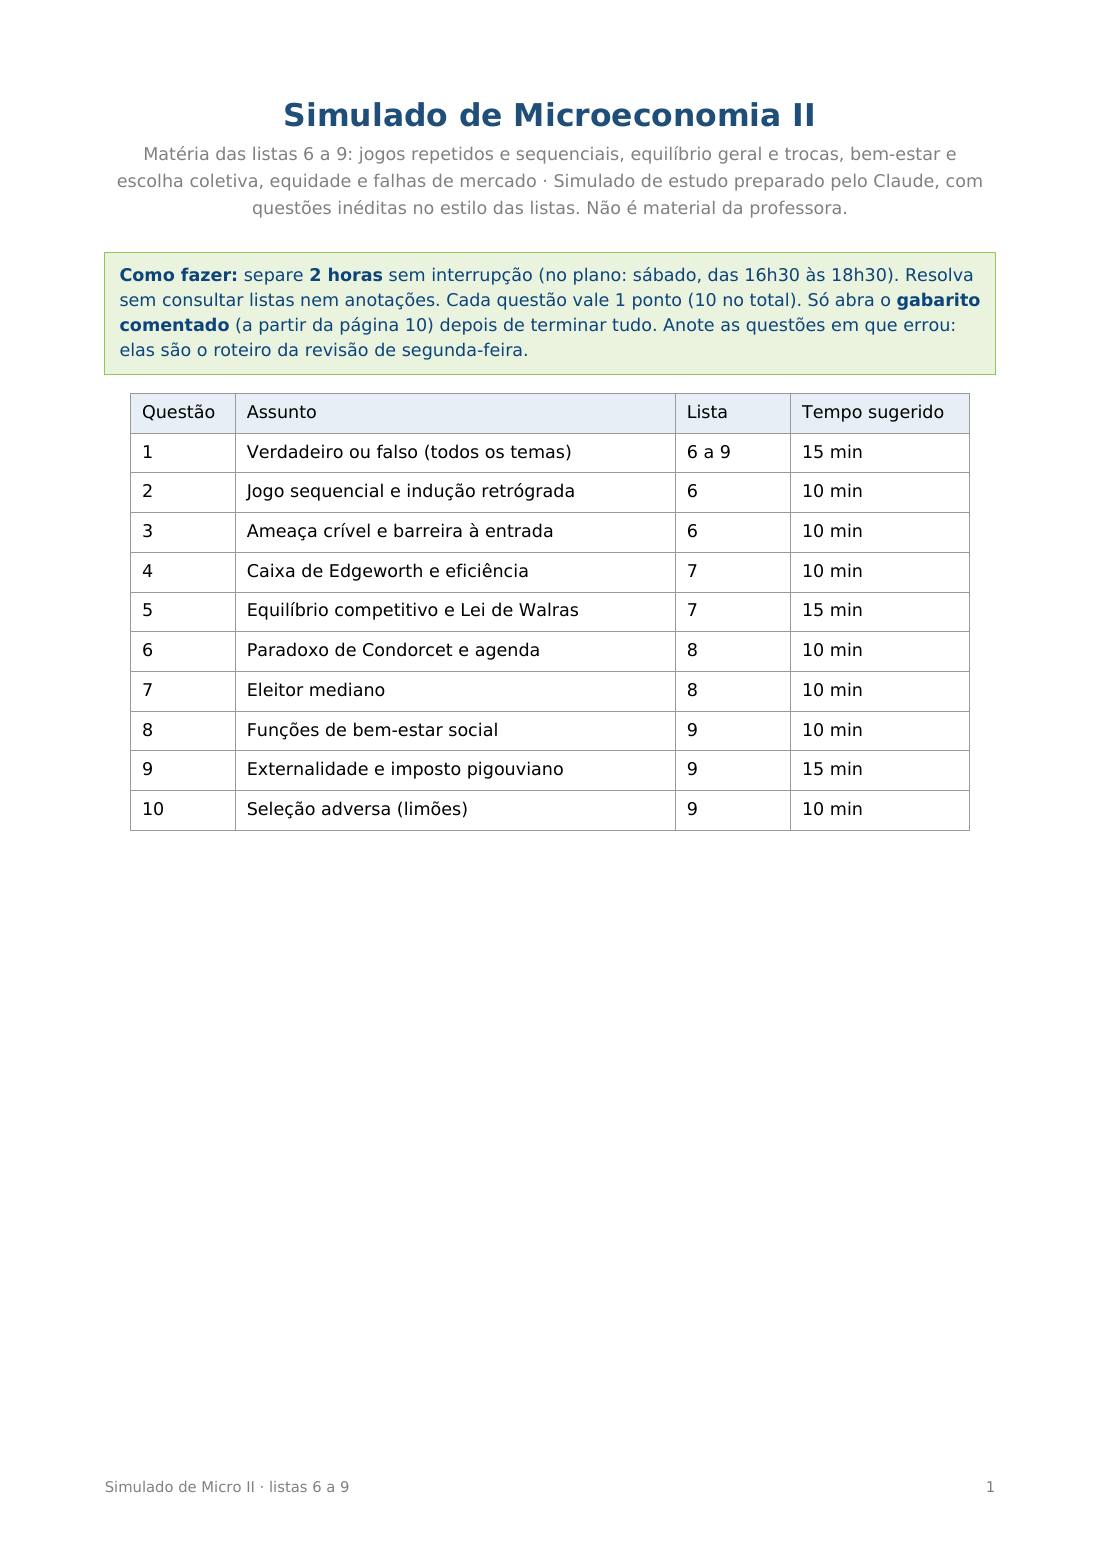 Simulado de Microeconomia II
Matéria das listas 6 a 9: jogos repetidos e sequenciais, equilíbrio geral e trocas, bem-estar e
escolha coletiva, equidade e falhas de mercado · Simulado de estudo preparado pelo Claude, com
questões inéditas no estilo das listas. Não é material da professora.
Como fazer: separe 2 horas sem interrupção (no plano: sábado, das 16h30 às 18h30). Resolva
sem consultar listas nem anotações. Cada questão vale 1 ponto (10 no total). Só abra o gabarito
comentado (a partir da página 10) depois de terminar tudo. Anote as questões em que errou:
elas são o roteiro da revisão de segunda-feira.
Questão Assunto Lista Tempo sugerido
1 Verdadeiro ou falso (todos os temas) 6 a 9 15 min
2 Jogo sequencial e indução retrógrada 6 10 min
3 Ameaça crível e barreira à entrada 6 10 min
4 Caixa de Edgeworth e eficiência 7 10 min
5 Equilíbrio competitivo e Lei de Walras 7 15 min
6 Paradoxo de Condorcet e agenda 8 10 min
7 Eleitor mediano 8 10 min
8 Funções de bem-estar social 9 10 min
9 Externalidade e imposto pigouviano 9 15 min
10 Seleção adversa (limões) 9 10 min
Simulado de Micro II · listas 6 a 9 1